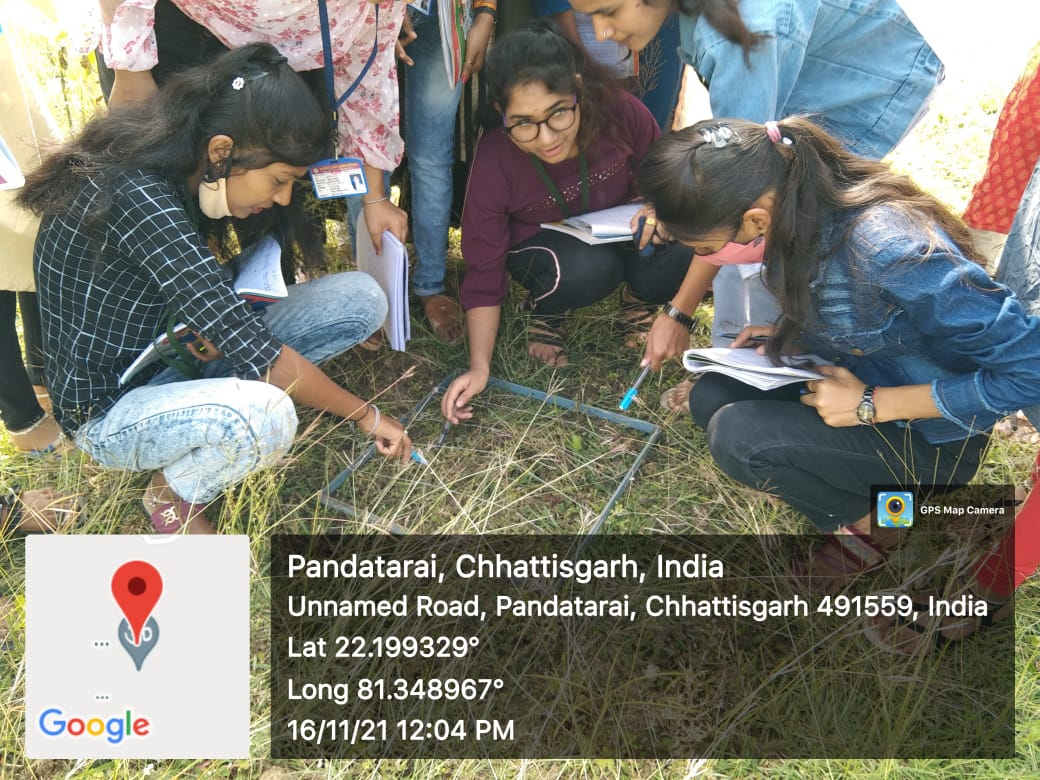 GPS Map Camera
Pandatarai, Chhattisgarh, India
Unnamed Road, Pandatarai, Chhattisgarh 491559, India
Lat 22.199329°
Long 81.348967°
16/11/21 12:04 PM
Google